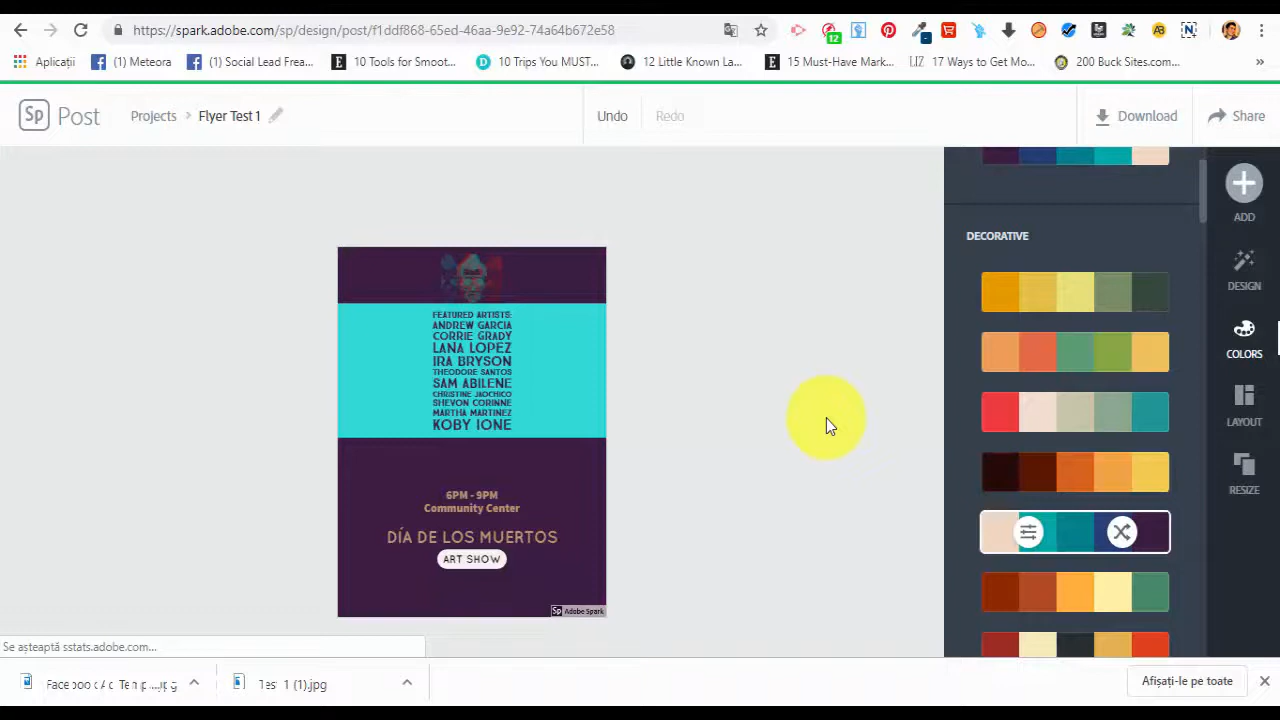 https://spark.adobe.com/sp/design/post/f1ddf868-65ed-46aa-9e92-74a64b672e58
12
Aplicații
(1) Meteora
(1) Social Lead Frea...
10 Tools for Smoot...
10 Trips You MUST...
12 Little Known La...
15 Must-Have Mark...
17 Ways to Get Mo...
200 Buck Sites.com...
»
Sp Post
Projects > Flyer Test 1
Undo
Redo
Download
Share
ADD
DECORATIVE
DESIGN
COLORS
LAYOUT
RESIZE
FEATURED ARTISTS:
ANDREW GARCIA
CORRIE GRADY
LANA LOPEZ
IRA BRYSON
THEODORE SANTOS
SAM ABILENE
CHRISTINE JAOCHICO
SHEVON CORINNE
MARTHA MARTINEZ
KOBY IONE
6PM - 9PM
Community Center
DÍA DE LOS MUERTOS
ART SHOW
Sp Adobe Spark
Se așteaptă sstats.adobe.com...
Test 1 (1).jpg
Afișați-le pe toate